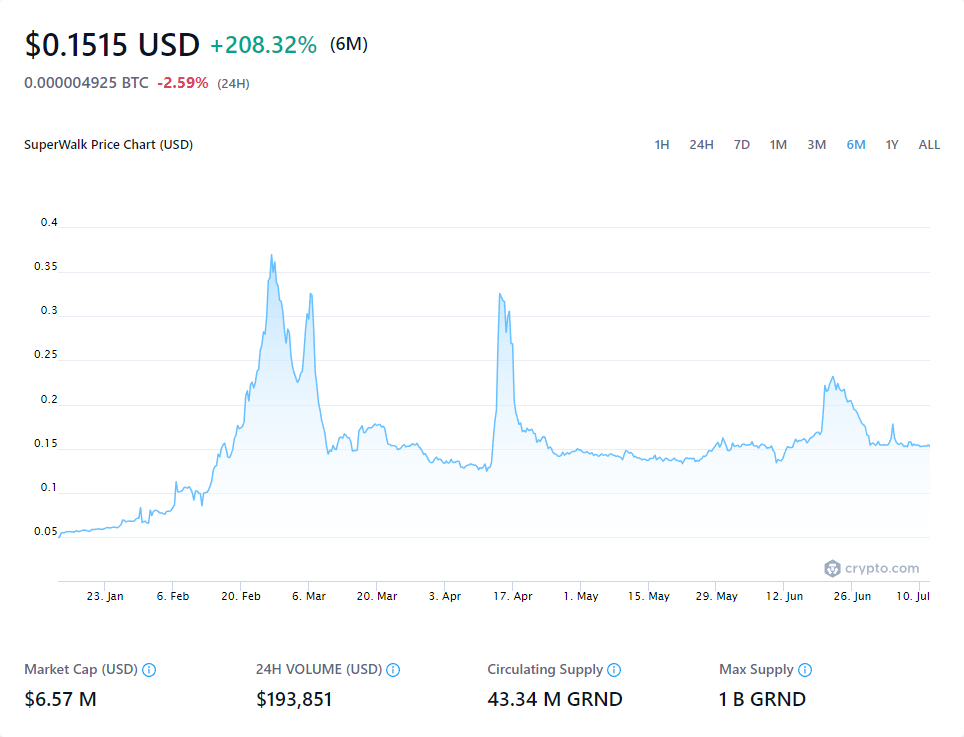 $0.1515 USD +208.32% (6M)
0.000004925 BTC -2.59% (24H)
SuperWalk Price Chart (USD) 1H 24H 7D 1M 3M 6M 1Y ALL
0.4
0.35
0.3
0.25
0.2
0.15
0.1
0.05
crypto.com
23. Jan 6. Feb 20. Feb 6. Mar 20. Mar 3. Apr 17. Apr 1. May 15. May 29. May 12. Jun 26. Jun 10. Jul
Market Cap (USD) 24H VOLUME (USD) Circulating Supply Max Supply
$6.57 M $193,851 43.34 M GRND 1 B GRND